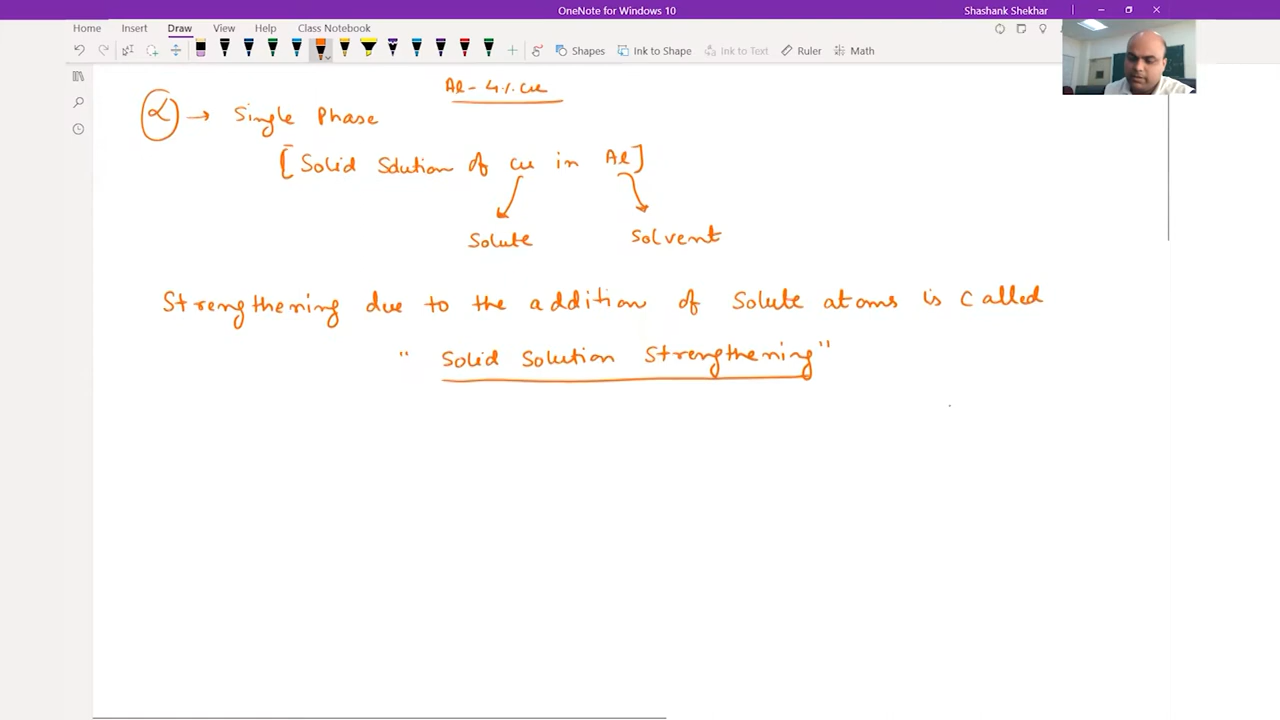 OneNote for Windows 10
Shashank Shekhar
Home Insert Draw View Help Class Notebook
Shapes Ink to Shape Ink to Text Ruler Math
Al - 4 % Cu
α → Single Phase
[Solid Solution of Cu in Al]
Solute Solvent
Strengthening due to the addition of Solute atoms is called
" Solid Solution Strengthening"